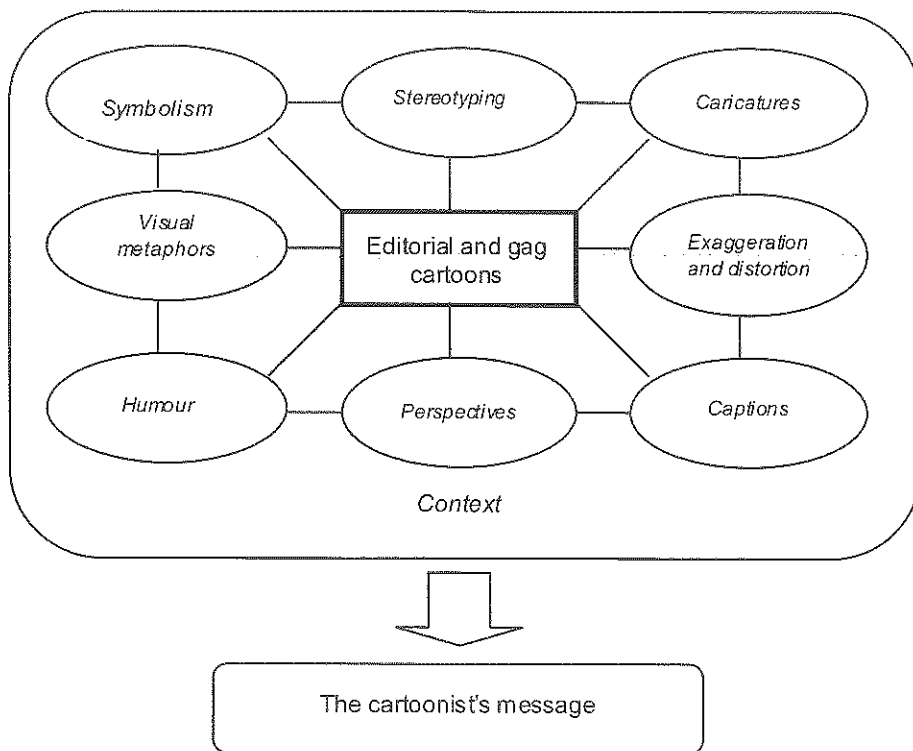 Symbolism
Stereotyping
Caricatures
Visual
metaphors
Editorial and gag
cartoons
Exaggeration
and distortion
Humour
Perspectives
Captions
Context
The cartoonist's message